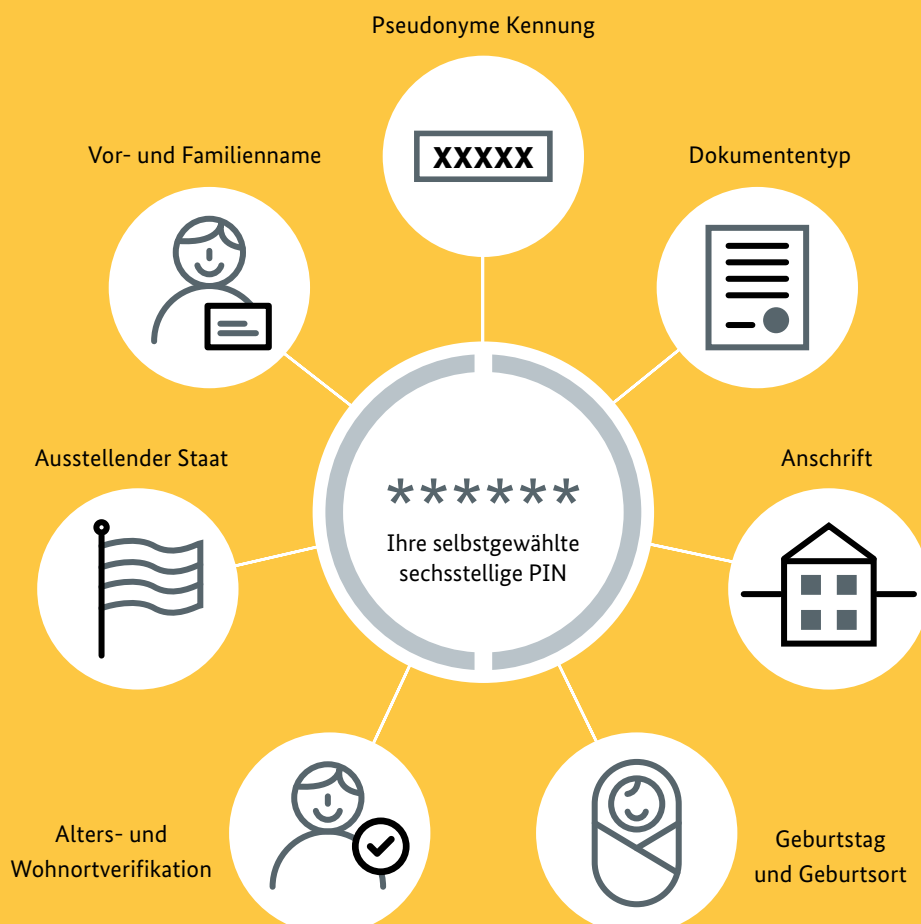 Pseudonyme Kennung
XXXXX
Vor- und Familienname
Dokumententyp
Ausstellender Staat
Anschrift
******
Ihre selbstgewählte
sechsstellige PIN
Alters- und
Wohnortverifikation
Geburtstag
und Geburtsort